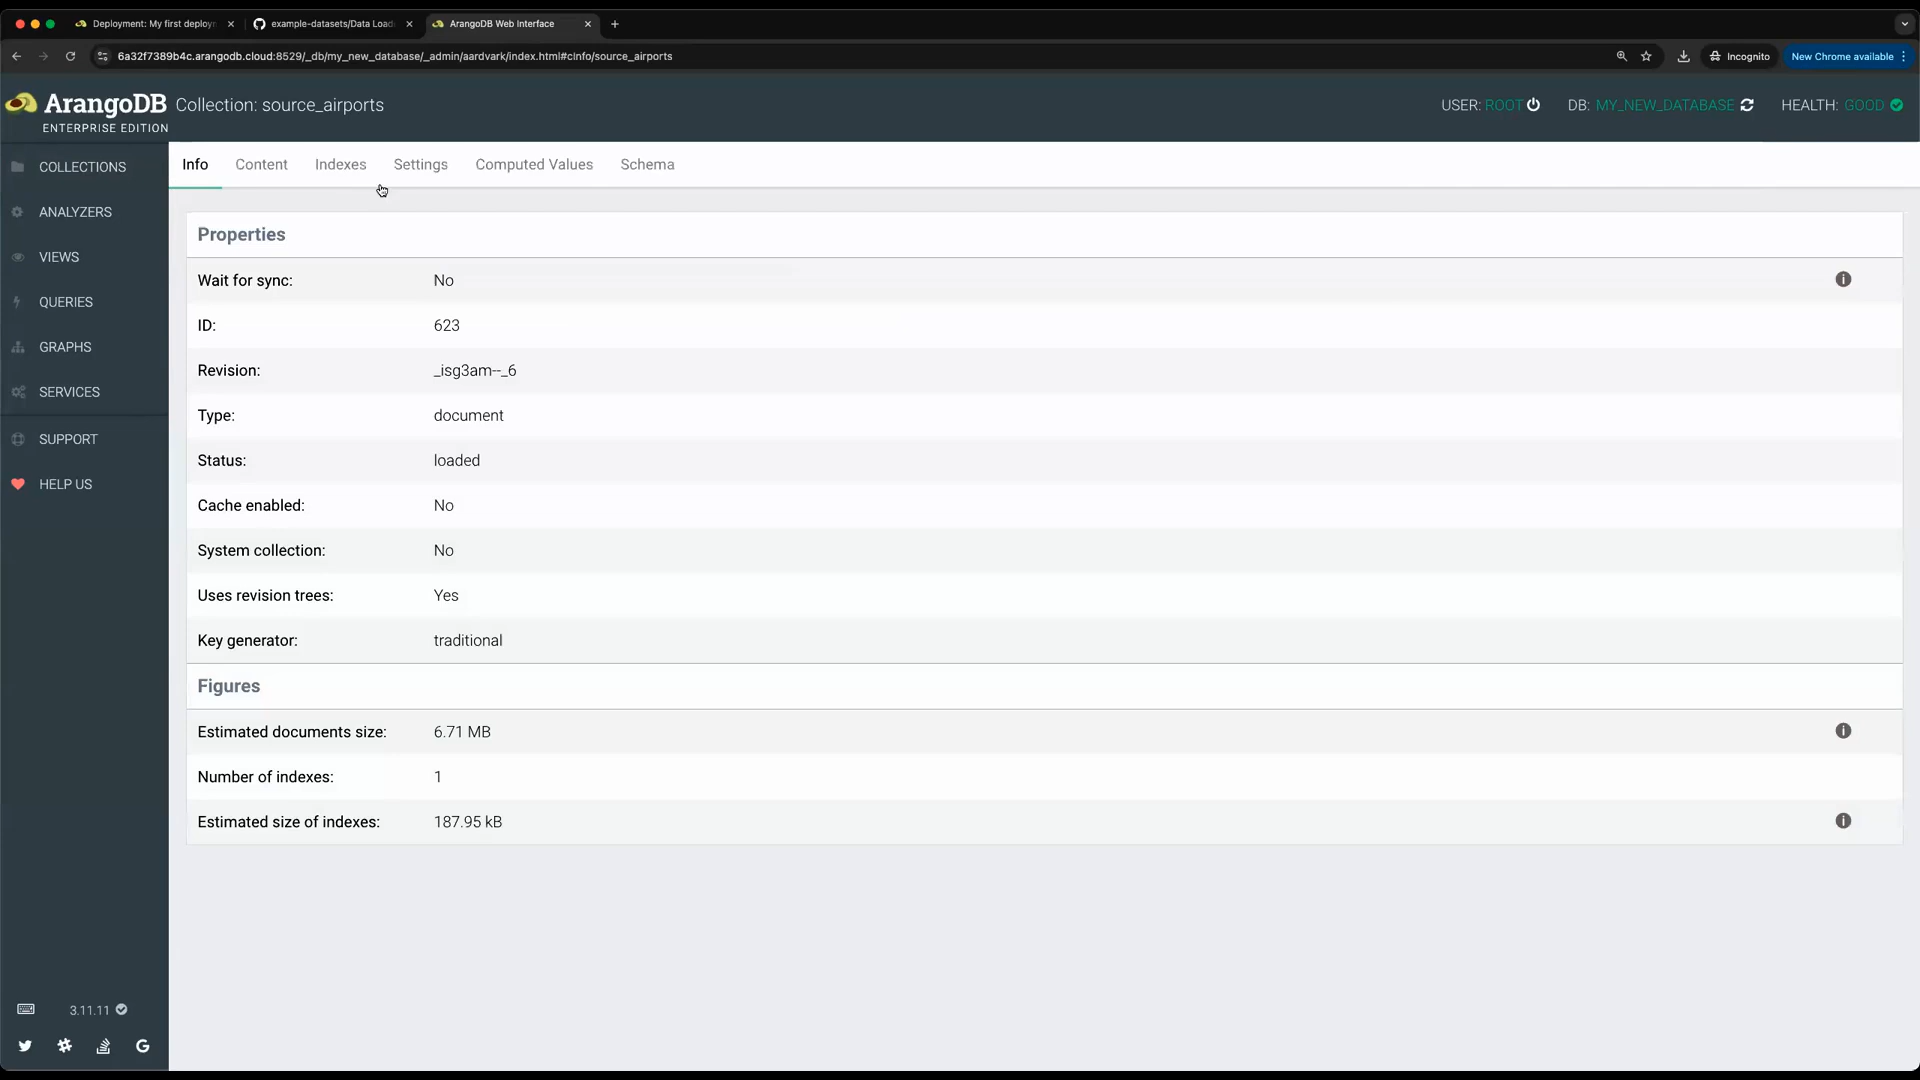 Deployment: My first deploym
example-datasets/Data Load
ArangoDB Web Interface
6a32f7389b4c.arangodb.cloud:8529/_db/my_new_database/_admin/aardvark/index.html#cInfo/source_airports
Incognito
New Chrome available
ArangoDB
ENTERPRISE EDITION
Collection: source_airports
USER: ROOT
DB: MY_NEW_DATABASE
HEALTH: GOOD
COLLECTIONS
ANALYZERS
VIEWS
QUERIES
GRAPHS
SERVICES
SUPPORT
HELP US
3.11.11
Info Content Indexes Settings Computed Values Schema
Properties
Wait for sync: No
ID: 623
Revision: _isg3am--_6
Type: document
Status: loaded
Cache enabled: No
System collection: No
Uses revision trees: Yes
Key generator: traditional
Figures
Estimated documents size: 6.71 MB
Number of indexes: 1
Estimated size of indexes: 187.95 kB